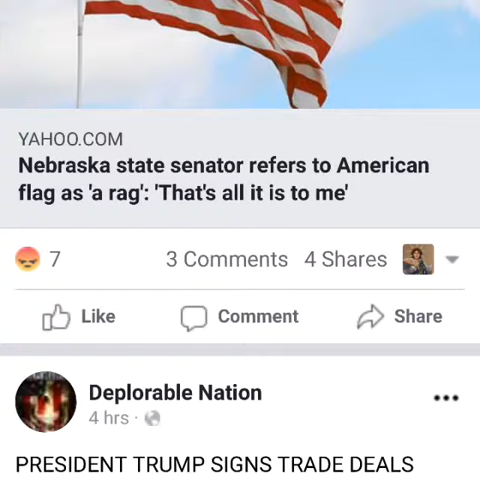 YAHOO.COM
Nebraska state senator refers to American
flag as 'a rag': 'That's all it is to me'
7
3 Comments 4 Shares
Like
Comment
Share
Deplorable Nation
4 hrs ·
PRESIDENT TRUMP SIGNS TRADE DEALS